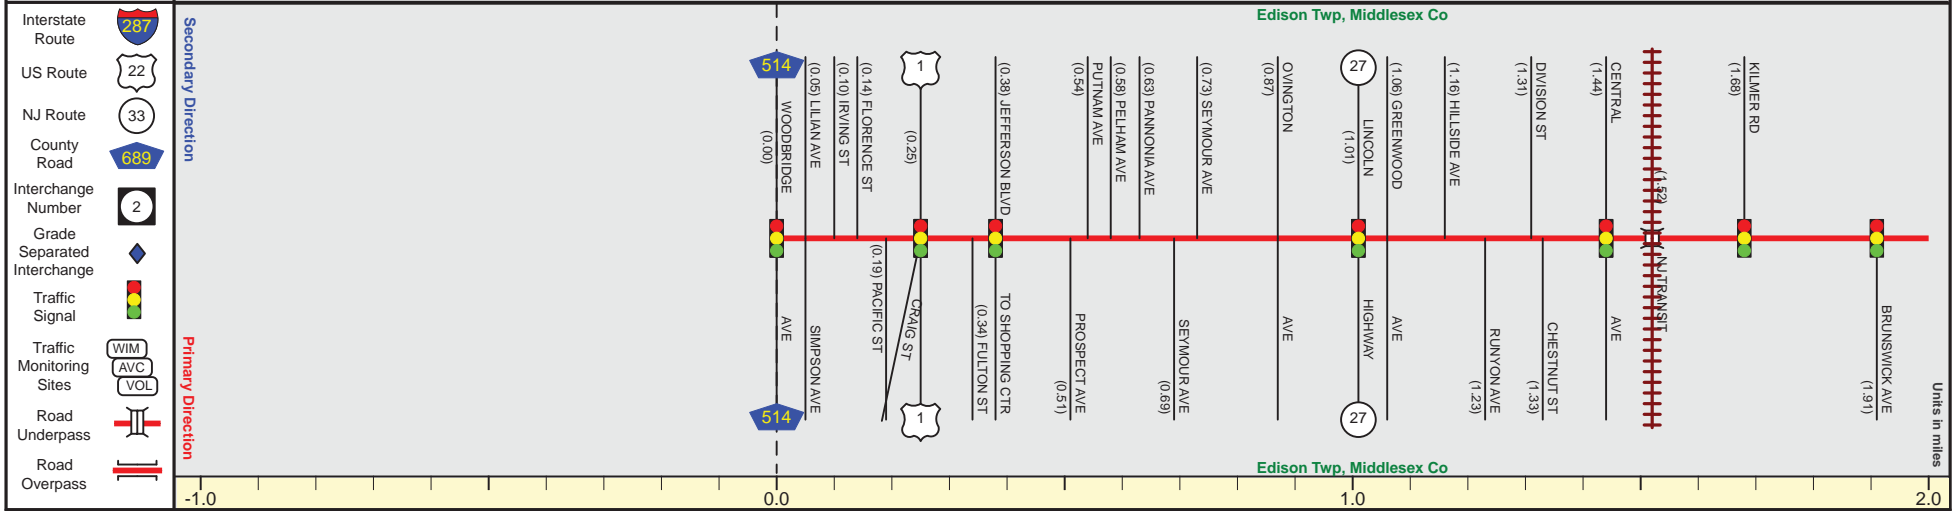 Interstate
Route
287
US Route
22
NJ Route
33
County
Road
689
Interchange
Number
2
Grade
Separated
Interchange
Traffic
Signal
Traffic
Monitoring
Sites
WIM
AVC
VOL
Road
Underpass
Road
Overpass
Secondary Direction
Primary Direction
Edison Twp, Middlesex Co
514
WOODBRIDGE
(0.00)
(0.05) LILIAN AVE
(0.10) IRVING ST
(0.14) FLORENCE ST
1
(0.25)
(0.38) JEFFERSON BLVD
(0.54)
PUTNAM AVE
(0.58) PELHAM AVE
(0.63) PANNONIA AVE
(0.73) SEYMOUR AVE
(0.87)
OVINGTON
27
LINCOLN
(1.01)
(1.06) GREENWOOD
(1.16) HILLSIDE AVE
(1.31)
DIVISION ST
(1.44)
CENTRAL
(1.52)
(1.68)
KILMER RD
AVE
514
SIMPSON AVE
(0.19) PACIFIC ST
CRAIG ST
1
(0.34) FULTON ST
TO SHOPPING CTR
(0.51)
PROSPECT AVE
(0.69)
SEYMOUR AVE
AVE
HIGHWAY
27
AVE
(1.23)
RUNYON AVE
(1.33)
CHESTNUT ST
AVE
NJ TRANSIT
(1.91)
BRUNSWICK AVE
Units in miles
Edison Twp, Middlesex Co
-1.0
0.0
1.0
2.0